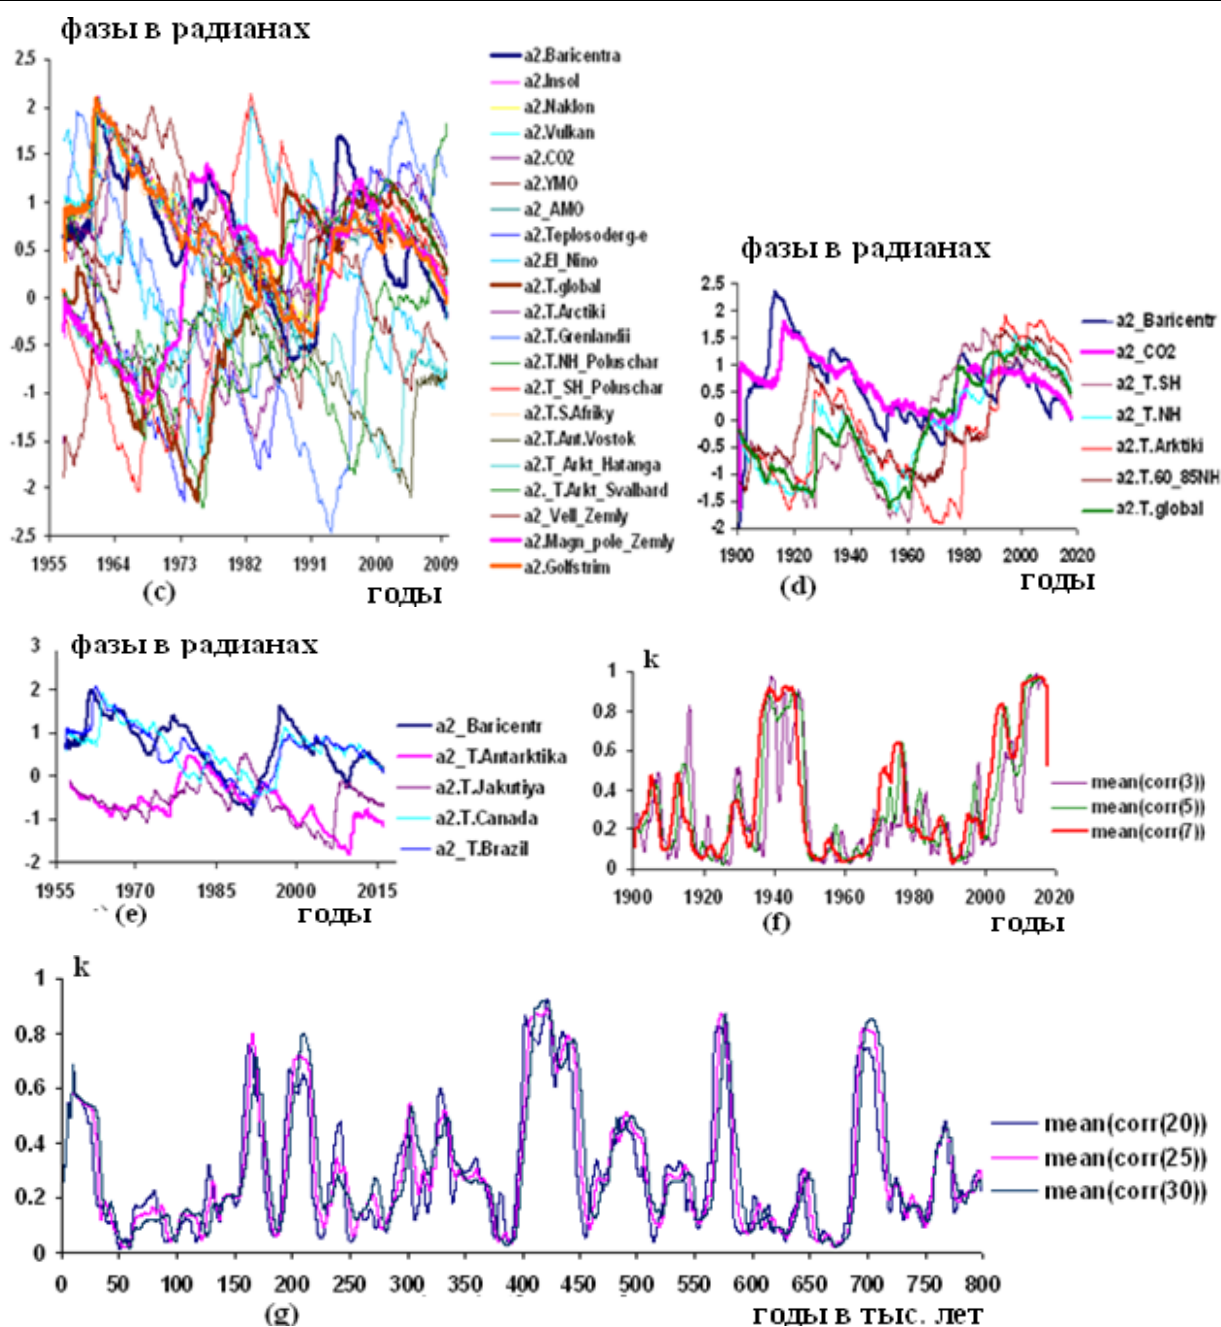 фазы в радианах
2.5
2
1.5
1
0.5
0
-0.5
-1
-1.5
-2
-2.5
1955 1964 1973 1982 1991 2000 2009
(c)
годы
a2.Baricentra
a2.Insol
a2.Naklon
a2.Vulkan
a2.CO2
a2.YMO
a2_AMO
a2.Teplosoderg-e
a2.El_Nino
a2.T.global
a2.T.Arctiki
a2.T.Grenlandii
a2.T.NH_Poluschar
a2.T_SH_Poluschar
a2.T.S.Afriky
a2.T.Ant.Vostok
a2.T_Arkt_Hatanga
a2._T.Arkt_Svalbard
a2_Vell_Zemly
a2.Magn_pole_Zemly
a2.Golfstrim
фазы в радианах
2.5
2
1.5
1
0.5
0
-0.5
-1
-1.5
-2
1900 1920 1940 1960 1980 2000 2020
(d)
годы
a2_Baricentr
a2_CO2
a2_T.SH
a2_T.NH
a2.T.Arktiki
a2.T.60_85NH
a2.T.global
фазы в радианах
3
2
1
0
-1
-2
1955 1970 1985 2000 2015
(e)
годы
a2_Baricentr
a2_T.Antarktika
a2.T.Jakutiya
a2.T.Canada
a2_T.Brazil
k
1
0.8
0.6
0.4
0.2
0
1900 1920 1940 1960 1980 2000 2020
(f)
годы
mean(corr(3))
mean(corr(5))
mean(corr(7))
k
1
0.8
0.6
0.4
0.2
0
0 50 100 150 200 250 300 350 400 450 500 550 600 650 700 750 800
(g)
годы в тыс. лет
mean(corr(20))
mean(corr(25))
mean(corr(30))